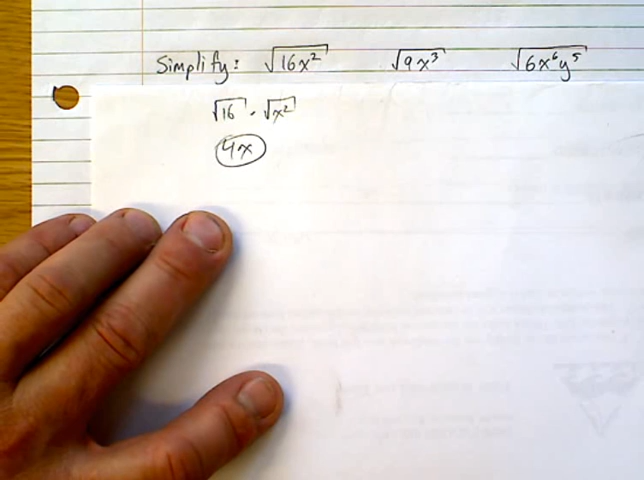 Simplify: √16x² √9x³ √6x⁶y⁵
√16 · √x²
4x